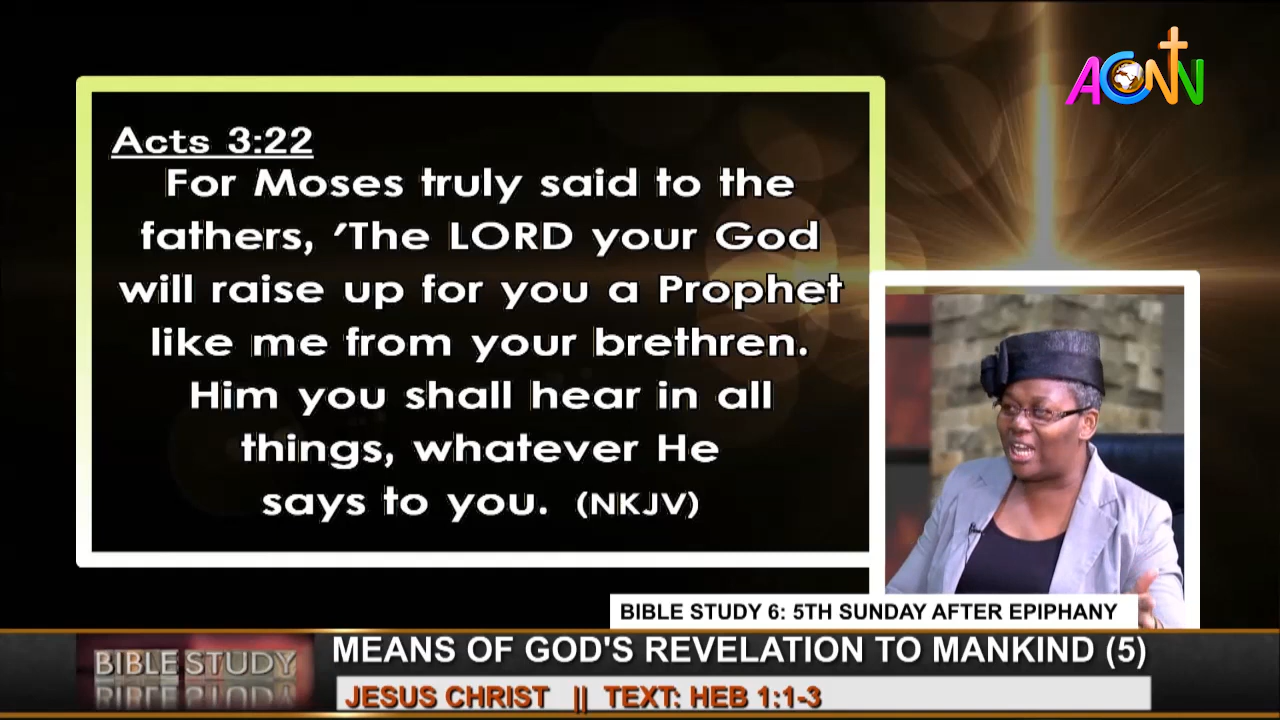 ACNN
Acts 3:22
For Moses truly said to the
fathers, ‘The LORD your God
will raise up for you a Prophet
like me from your brethren.
Him you shall hear in all
things, whatever He
says to you. (NKJV)
BIBLE STUDY 6: 5TH SUNDAY AFTER EPIPHANY
BIBLE STUDY
MEANS OF GOD'S REVELATION TO MANKIND (5)
JESUS CHRIST || TEXT: HEB 1:1-3